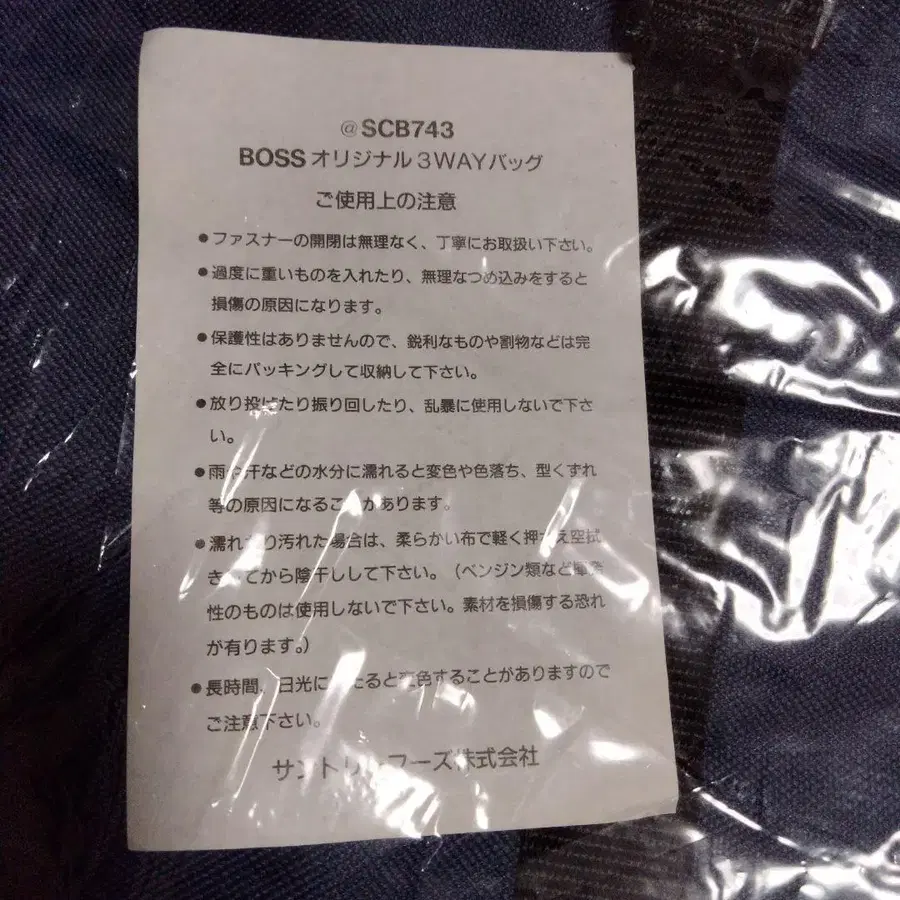 @SCB743
BOSSオリジナル3WAYバッグ
ご使用上の注意
●ファスナーの開閉は無理なく、丁寧にお取扱い下さい。
●過度に重いものを入れたり、無理なつめ込みをすると
損傷の原因になります。
●保護性はありませんので、鋭利なものや割物などは完
全にパッキングして収納して下さい。
●放り投げたり振り回したり、乱暴に使用しないで下さ
い。
●雨や汗などの水分に濡れると変色や色落ち、型くずれ
等の原因になることがあります。
●濡れたり汚れた場合は、柔らかい布で軽く押さえ空拭
きしてから陰干しして下さい。(ベンジン類など揮発
性のものは使用しないで下さい。素材を損傷する恐れ
が有ります。)
●長時間、日光に当たると変色することがありますので
ご注意下さい。
サントリーフーズ株式会社